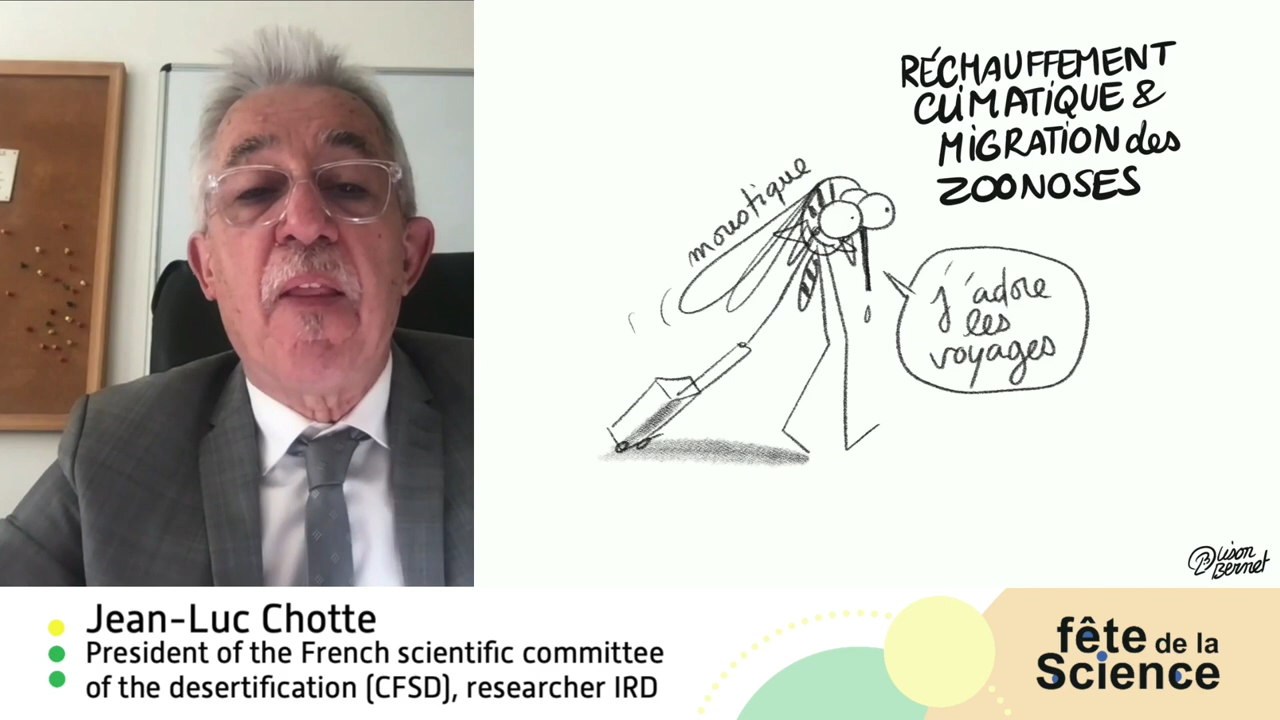 RÉCHAUFFEMENT
CLIMATIQUE &
MIGRATION des
ZOONOSES
moustique
j'adore
les
voyages
Alison
Bernet
Jean-Luc Chotte
President of the French scientific committee
of the desertification (CFSD), researcher IRD
fête de la
Science